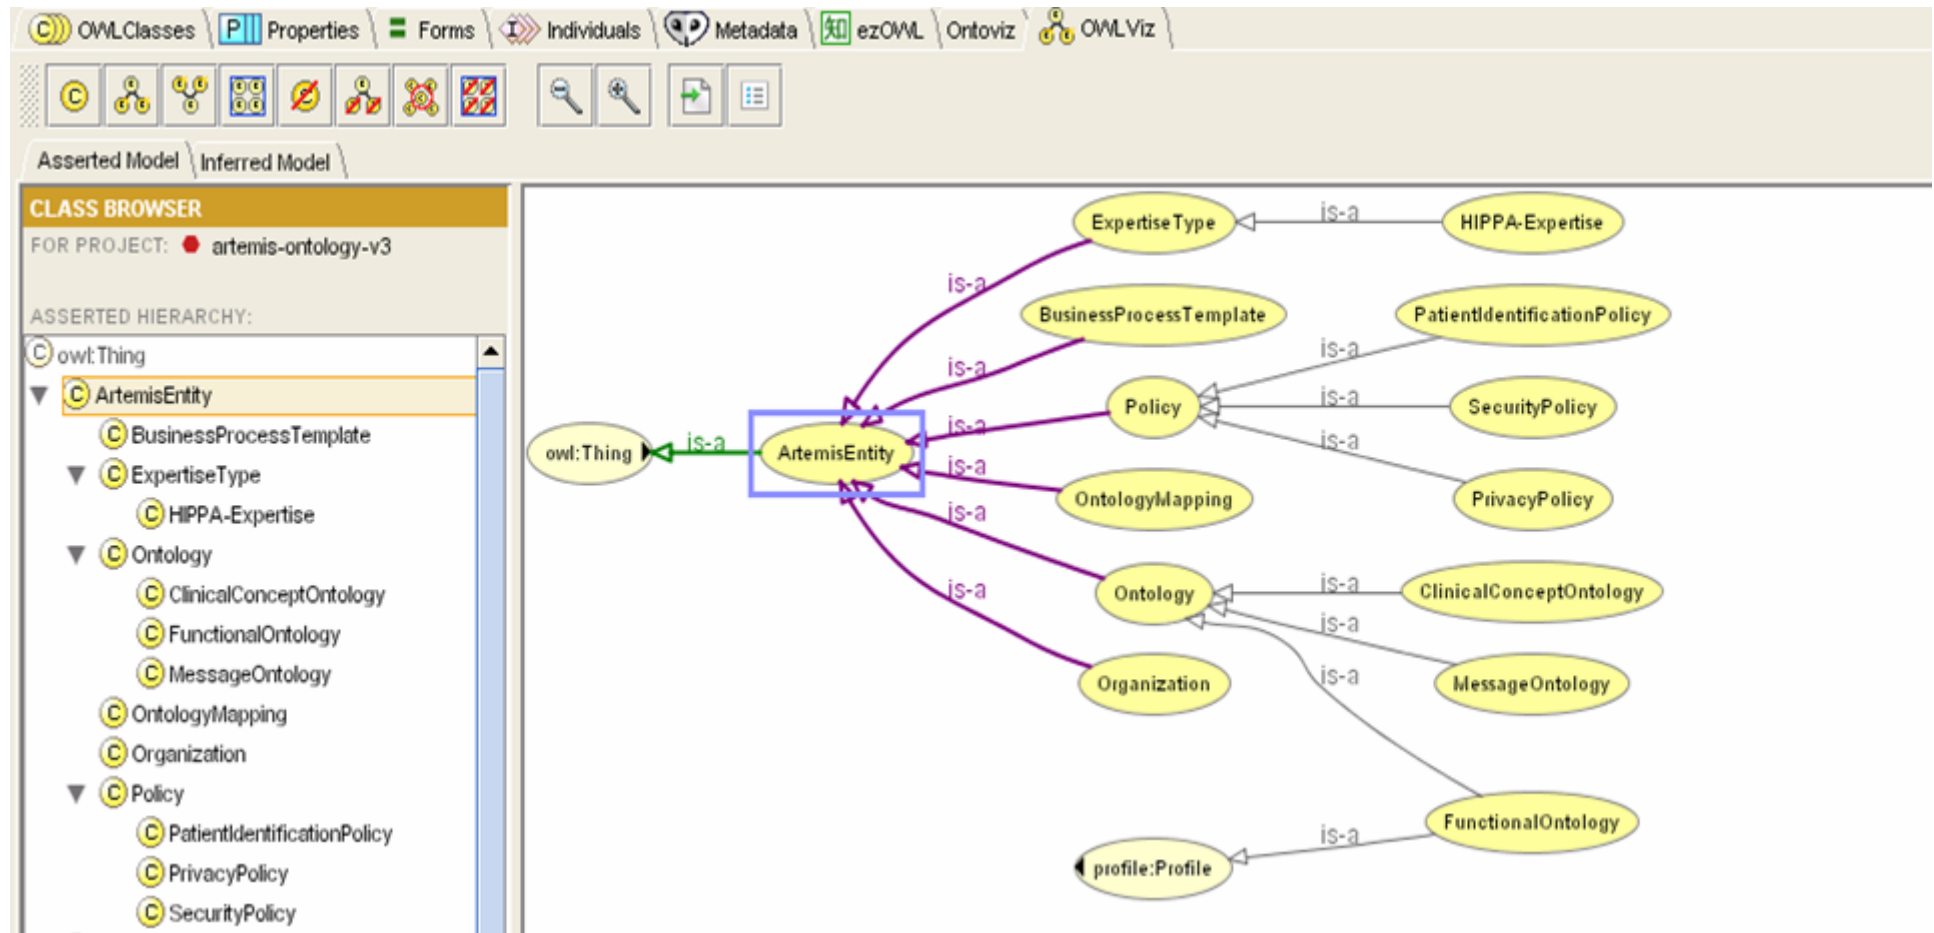 OWLClasses P Properties Forms I Individuals Metadata 知 ezOWL Ontoviz OWLViz
Asserted Model Inferred Model
CLASS BROWSER
FOR PROJECT: artemis-ontology-v3
ASSERTED HIERARCHY:
C owl:Thing
C ArtemisEntity
C BusinessProcessTemplate
C ExpertiseType
C HIPPA-Expertise
C Ontology
C ClinicalConceptOntology
C FunctionalOntology
C MessageOntology
C OntologyMapping
C Organization
C Policy
C PatientIdentificationPolicy
C PrivacyPolicy
C SecurityPolicy
ExpertiseType is-a HIPPA-Expertise
is-a
BusinessProcessTemplate PatientIdentificationPolicy
is-a
is-a
Policy is-a SecurityPolicy
is-a
is-a
owl:Thing is-a ArtemisEntity
is-a
OntologyMapping PrivacyPolicy
is-a
is-a
Ontology is-a ClinicalConceptOntology
is-a
is-a
Organization is-a MessageOntology
FunctionalOntology
is-a
profile:Profile